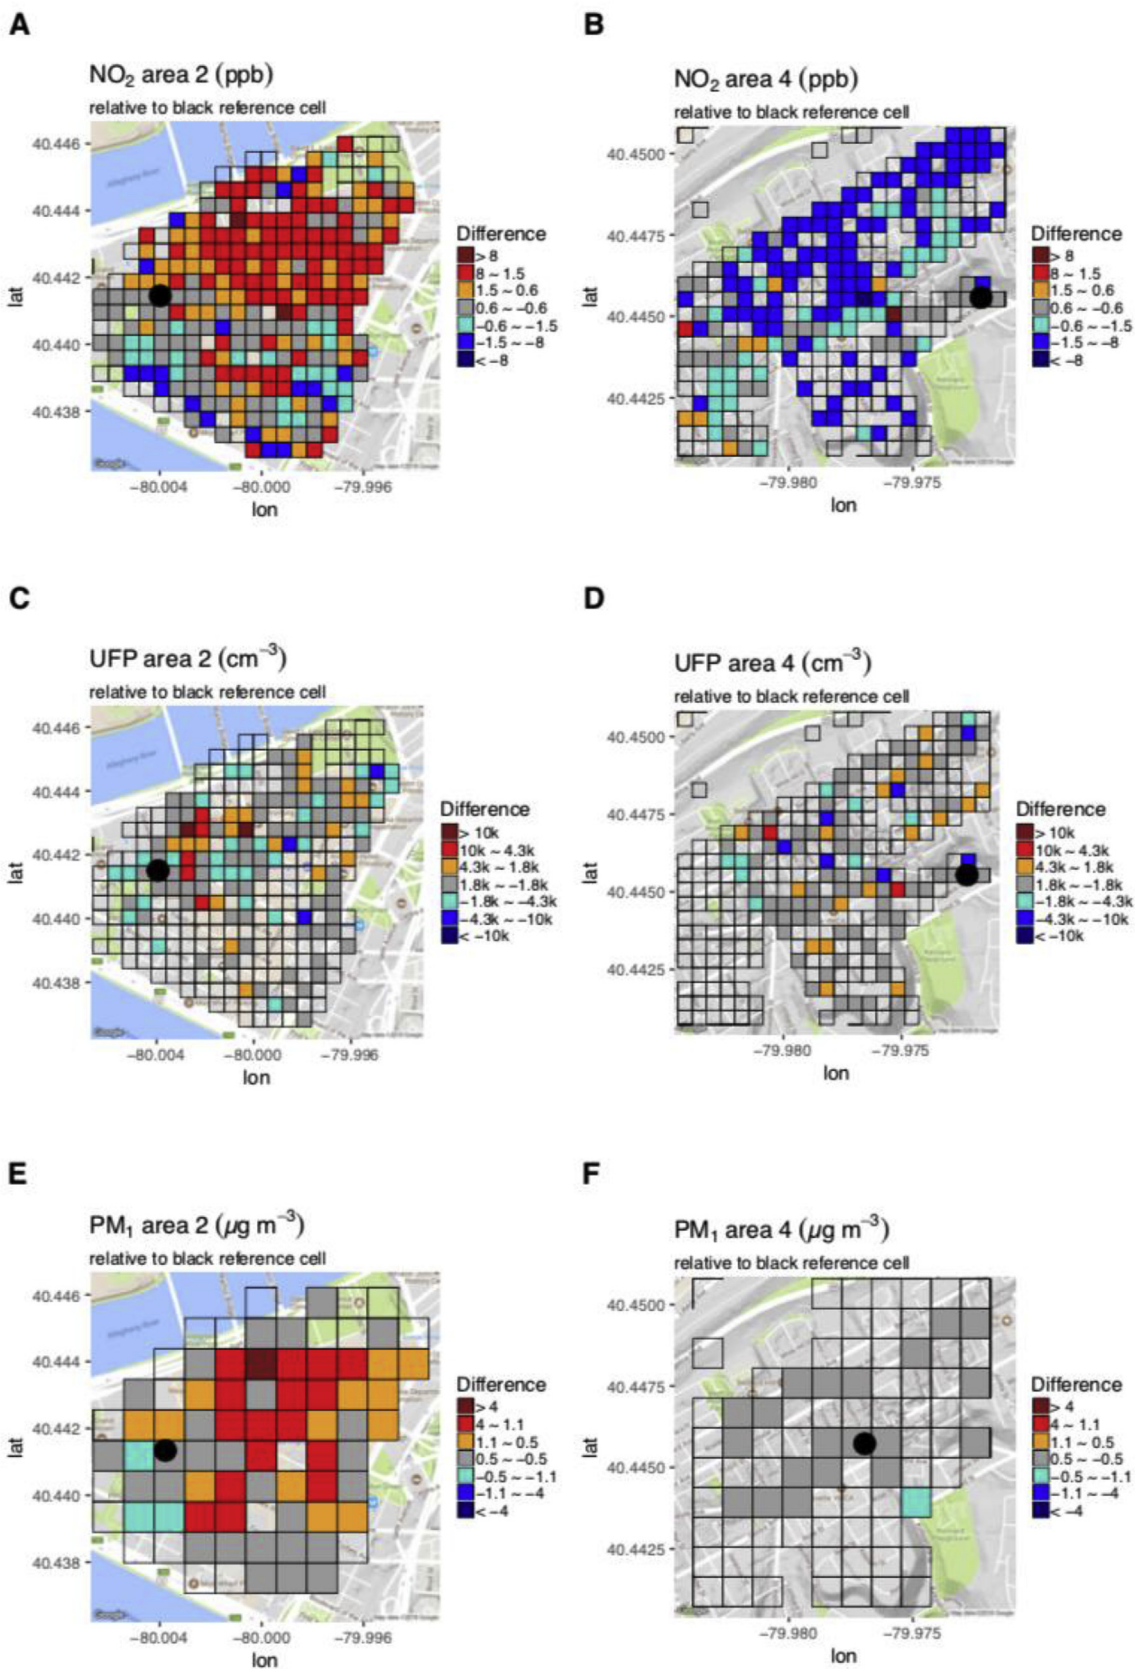 A
NO₂ area 2 (ppb)
relative to black reference cell
40.446
40.444
40.442
40.440
40.438
lat
−80.004
−80.000
−79.996
lon
Allegheny River
Google
Difference
> 8
8 ~ 1.5
1.5 ~ 0.6
0.6 ~ −0.6
−0.6 ~ −1.5
−1.5 ~ −8
< −8
B
NO₂ area 4 (ppb)
relative to black reference cell
40.4500
40.4475
40.4450
40.4425
lat
−79.980
−79.975
lon
Difference
> 8
8 ~ 1.5
1.5 ~ 0.6
0.6 ~ −0.6
−0.6 ~ −1.5
−1.5 ~ −8
< −8
C
UFP area 2 (cm⁻³)
relative to black reference cell
40.446
40.444
40.442
40.440
40.438
lat
−80.004
−80.000
−79.996
lon
Allegheny River
Google
Difference
> 10k
10k ~ 4.3k
4.3k ~ 1.8k
1.8k ~ −1.8k
−1.8k ~ −4.3k
−4.3k ~ −10k
< −10k
D
UFP area 4 (cm⁻³)
relative to black reference cell
40.4500
40.4475
40.4450
40.4425
lat
−79.980
−79.975
lon
Difference
> 10k
10k ~ 4.3k
4.3k ~ 1.8k
1.8k ~ −1.8k
−1.8k ~ −4.3k
−4.3k ~ −10k
< −10k
E
PM₁ area 2 (µg m⁻³)
relative to black reference cell
40.446
40.444
40.442
40.440
40.438
lat
−80.004
−80.000
−79.996
lon
Allegheny River
Google
Difference
> 4
4 ~ 1.1
1.1 ~ 0.5
0.5 ~ −0.5
−0.5 ~ −1.1
−1.1 ~ −4
< −4
F
PM₁ area 4 (µg m⁻³)
relative to black reference cell
40.4500
40.4475
40.4450
40.4425
lat
−79.980
−79.975
lon
Difference
> 4
4 ~ 1.1
1.1 ~ 0.5
0.5 ~ −0.5
−0.5 ~ −1.1
−1.1 ~ −4
< −4